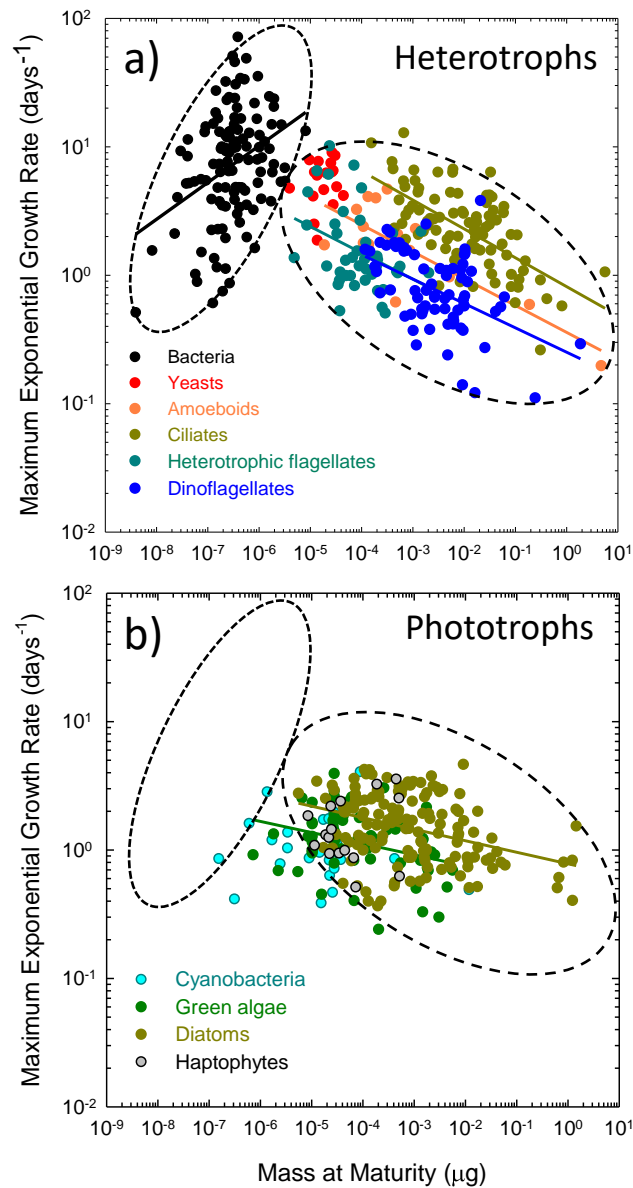 a)
Heterotrophs
Maximum Exponential Growth Rate (days⁻¹)
10²
10¹
10⁰
10⁻¹
10⁻²
Bacteria
Yeasts
Amoeboids
Ciliates
Heterotrophic flagellates
Dinoflagellates
10⁻⁹ 10⁻⁸ 10⁻⁷ 10⁻⁶ 10⁻⁵ 10⁻⁴ 10⁻³ 10⁻² 10⁻¹ 10⁰ 10¹
b)
Phototrophs
Maximum Exponential Growth Rate (days⁻¹)
10²
10¹
10⁰
10⁻¹
10⁻²
Cyanobacteria
Green algae
Diatoms
Haptophytes
10⁻⁹ 10⁻⁸ 10⁻⁷ 10⁻⁶ 10⁻⁵ 10⁻⁴ 10⁻³ 10⁻² 10⁻¹ 10⁰ 10¹
Mass at Maturity (μg)